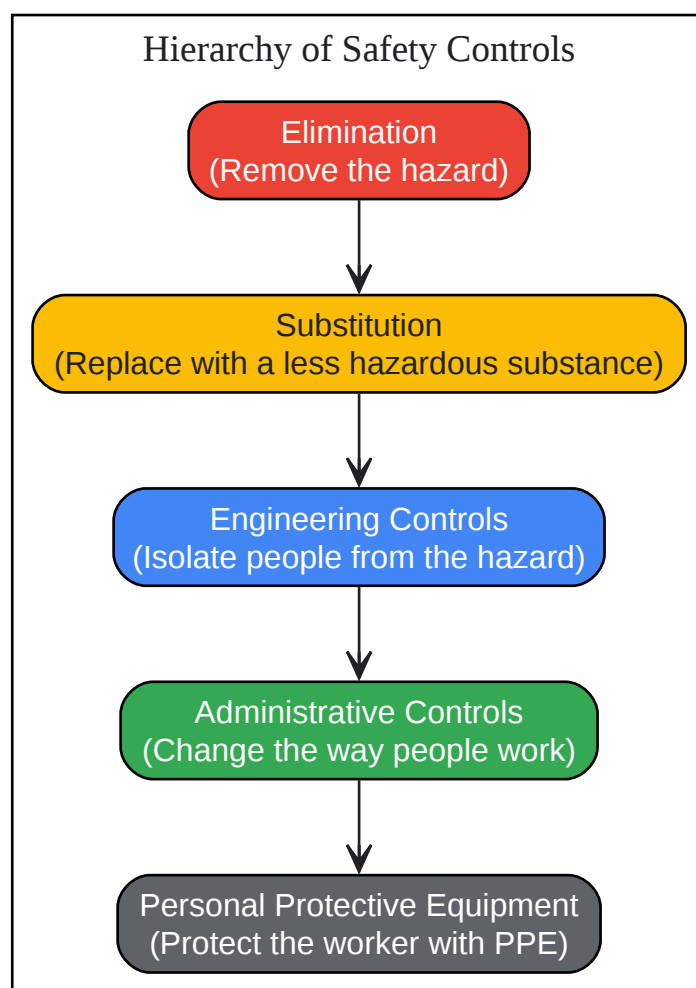 Hierarchy of Safety Controls
Elimination
(Remove the hazard)
Substitution
(Replace with a less hazardous substance)
Engineering Controls
(Isolate people from the hazard)
Administrative Controls
(Change the way people work)
Personal Protective Equipment
(Protect the worker with PPE)